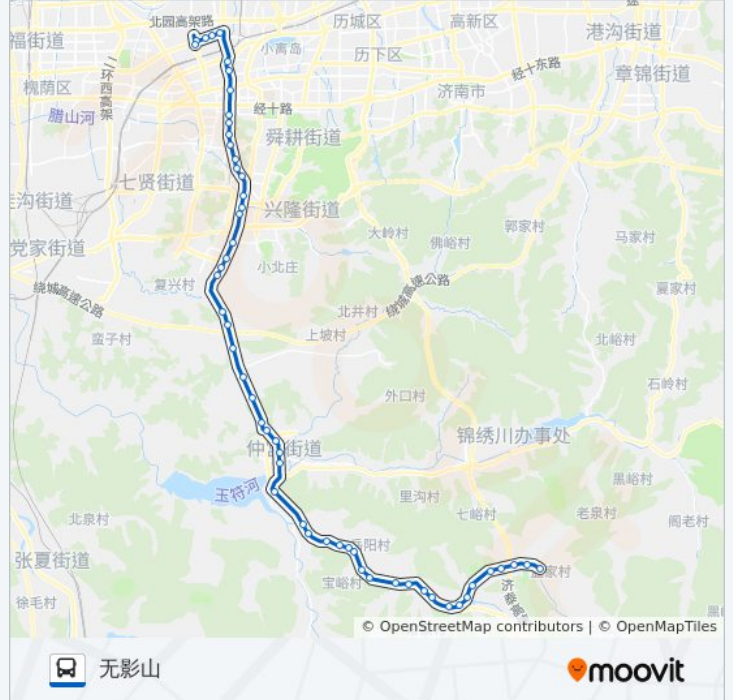 北园高架路
历城区
高新区
港沟街道
福街道
小高岛
历下区
经十东路
章锦街道
槐荫区
二环西高架
济南市
腊山河
经十路
舜耕街道
七贤街道
兴隆街道
郭家村
大岭村
佛峪村
马家村
党家街道
小北庄
复兴村
绕城高速公路
绕城高速公路
夏家村
北井村
上坡村
蛮子村
北峪村
石岭村
外口村
锦绣川办事处
玉符河
里沟村
黑峪村
七峪村
老泉村
阁老村
北泉村
张夏街道
宝峪村
徐毛村
© OpenStreetMap contributors | © OpenMapTiles
无影山
moovit